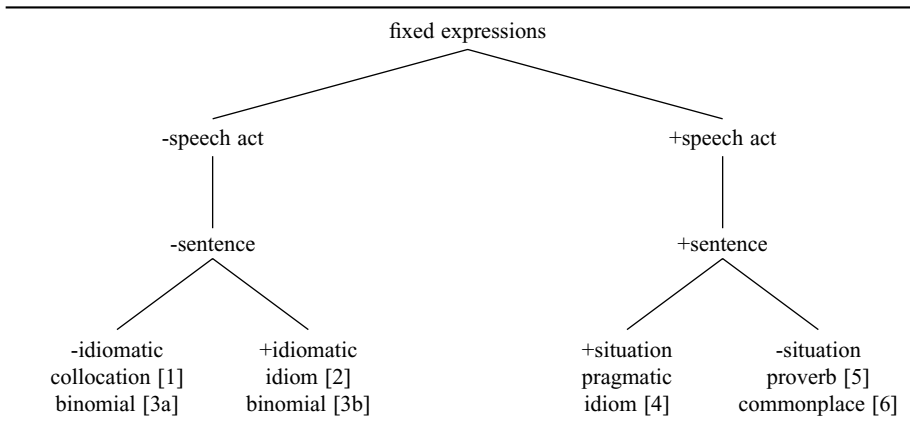 fixed expressions
-speech act +speech act
-sentence +sentence
-idiomatic +idiomatic +situation -situation
collocation [1] idiom [2] pragmatic proverb [5]
binomial [3a] binomial [3b] idiom [4] commonplace [6]